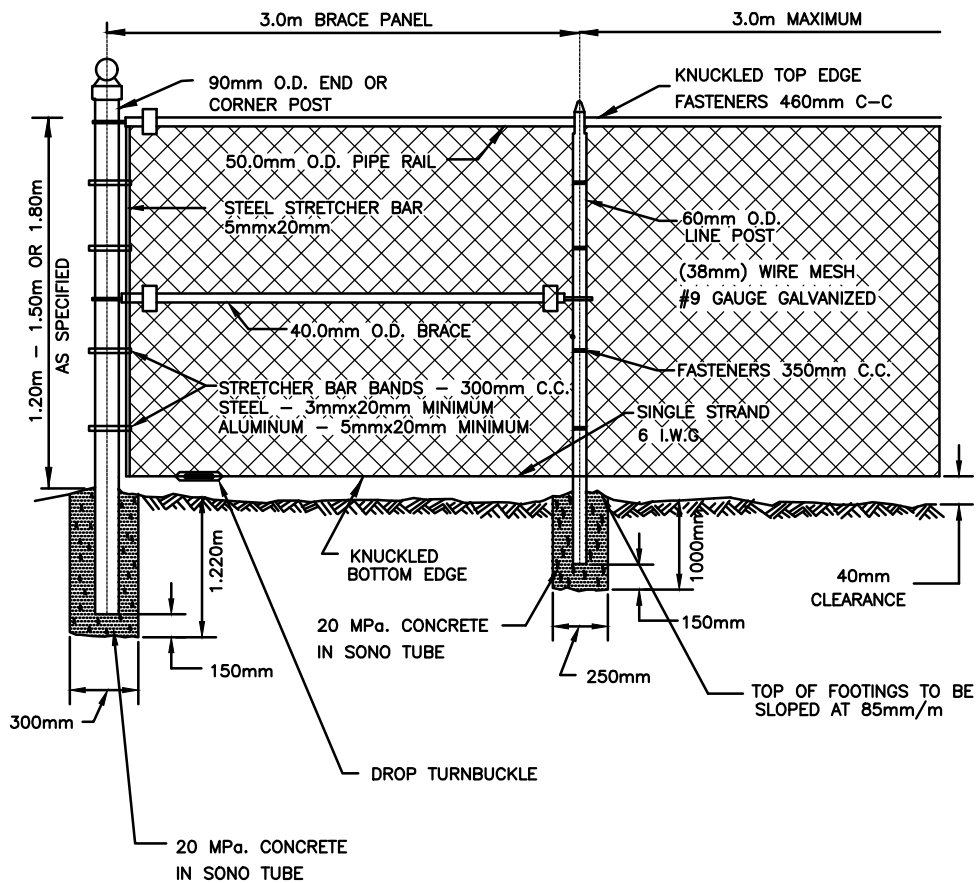 3.0m BRACE PANEL
3.0m MAXIMUM
90mm O.D. END OR
CORNER POST
KNUCKLED TOP EDGE
FASTENERS 460mm C-C
50.0mm O.D. PIPE RAIL
STEEL STRETCHER BAR
5mmx20mm
60mm O.D.
LINE POST
(38mm) WIRE MESH
#9 GAUGE GALVANIZED
1.20m - 1.50m OR 1.80m
AS SPECIFIED
40.0mm O.D. BRACE
FASTENERS 350mm C.C.
STRETCHER BAR BANDS - 300mm C.C.
STEEL - 3mmx20mm MINIMUM
ALUMINUM - 5mmx20mm MINIMUM
SINGLE STRAND
6 I.W.G
1.220m
KNUCKLED
BOTTOM EDGE
1000mm
40mm
CLEARANCE
20 MPa. CONCRETE
IN SONO TUBE
150mm
150mm
250mm
300mm
TOP OF FOOTINGS TO BE
SLOPED AT 85mm/m
DROP TURNBUCKLE
20 MPa. CONCRETE
IN SONO TUBE